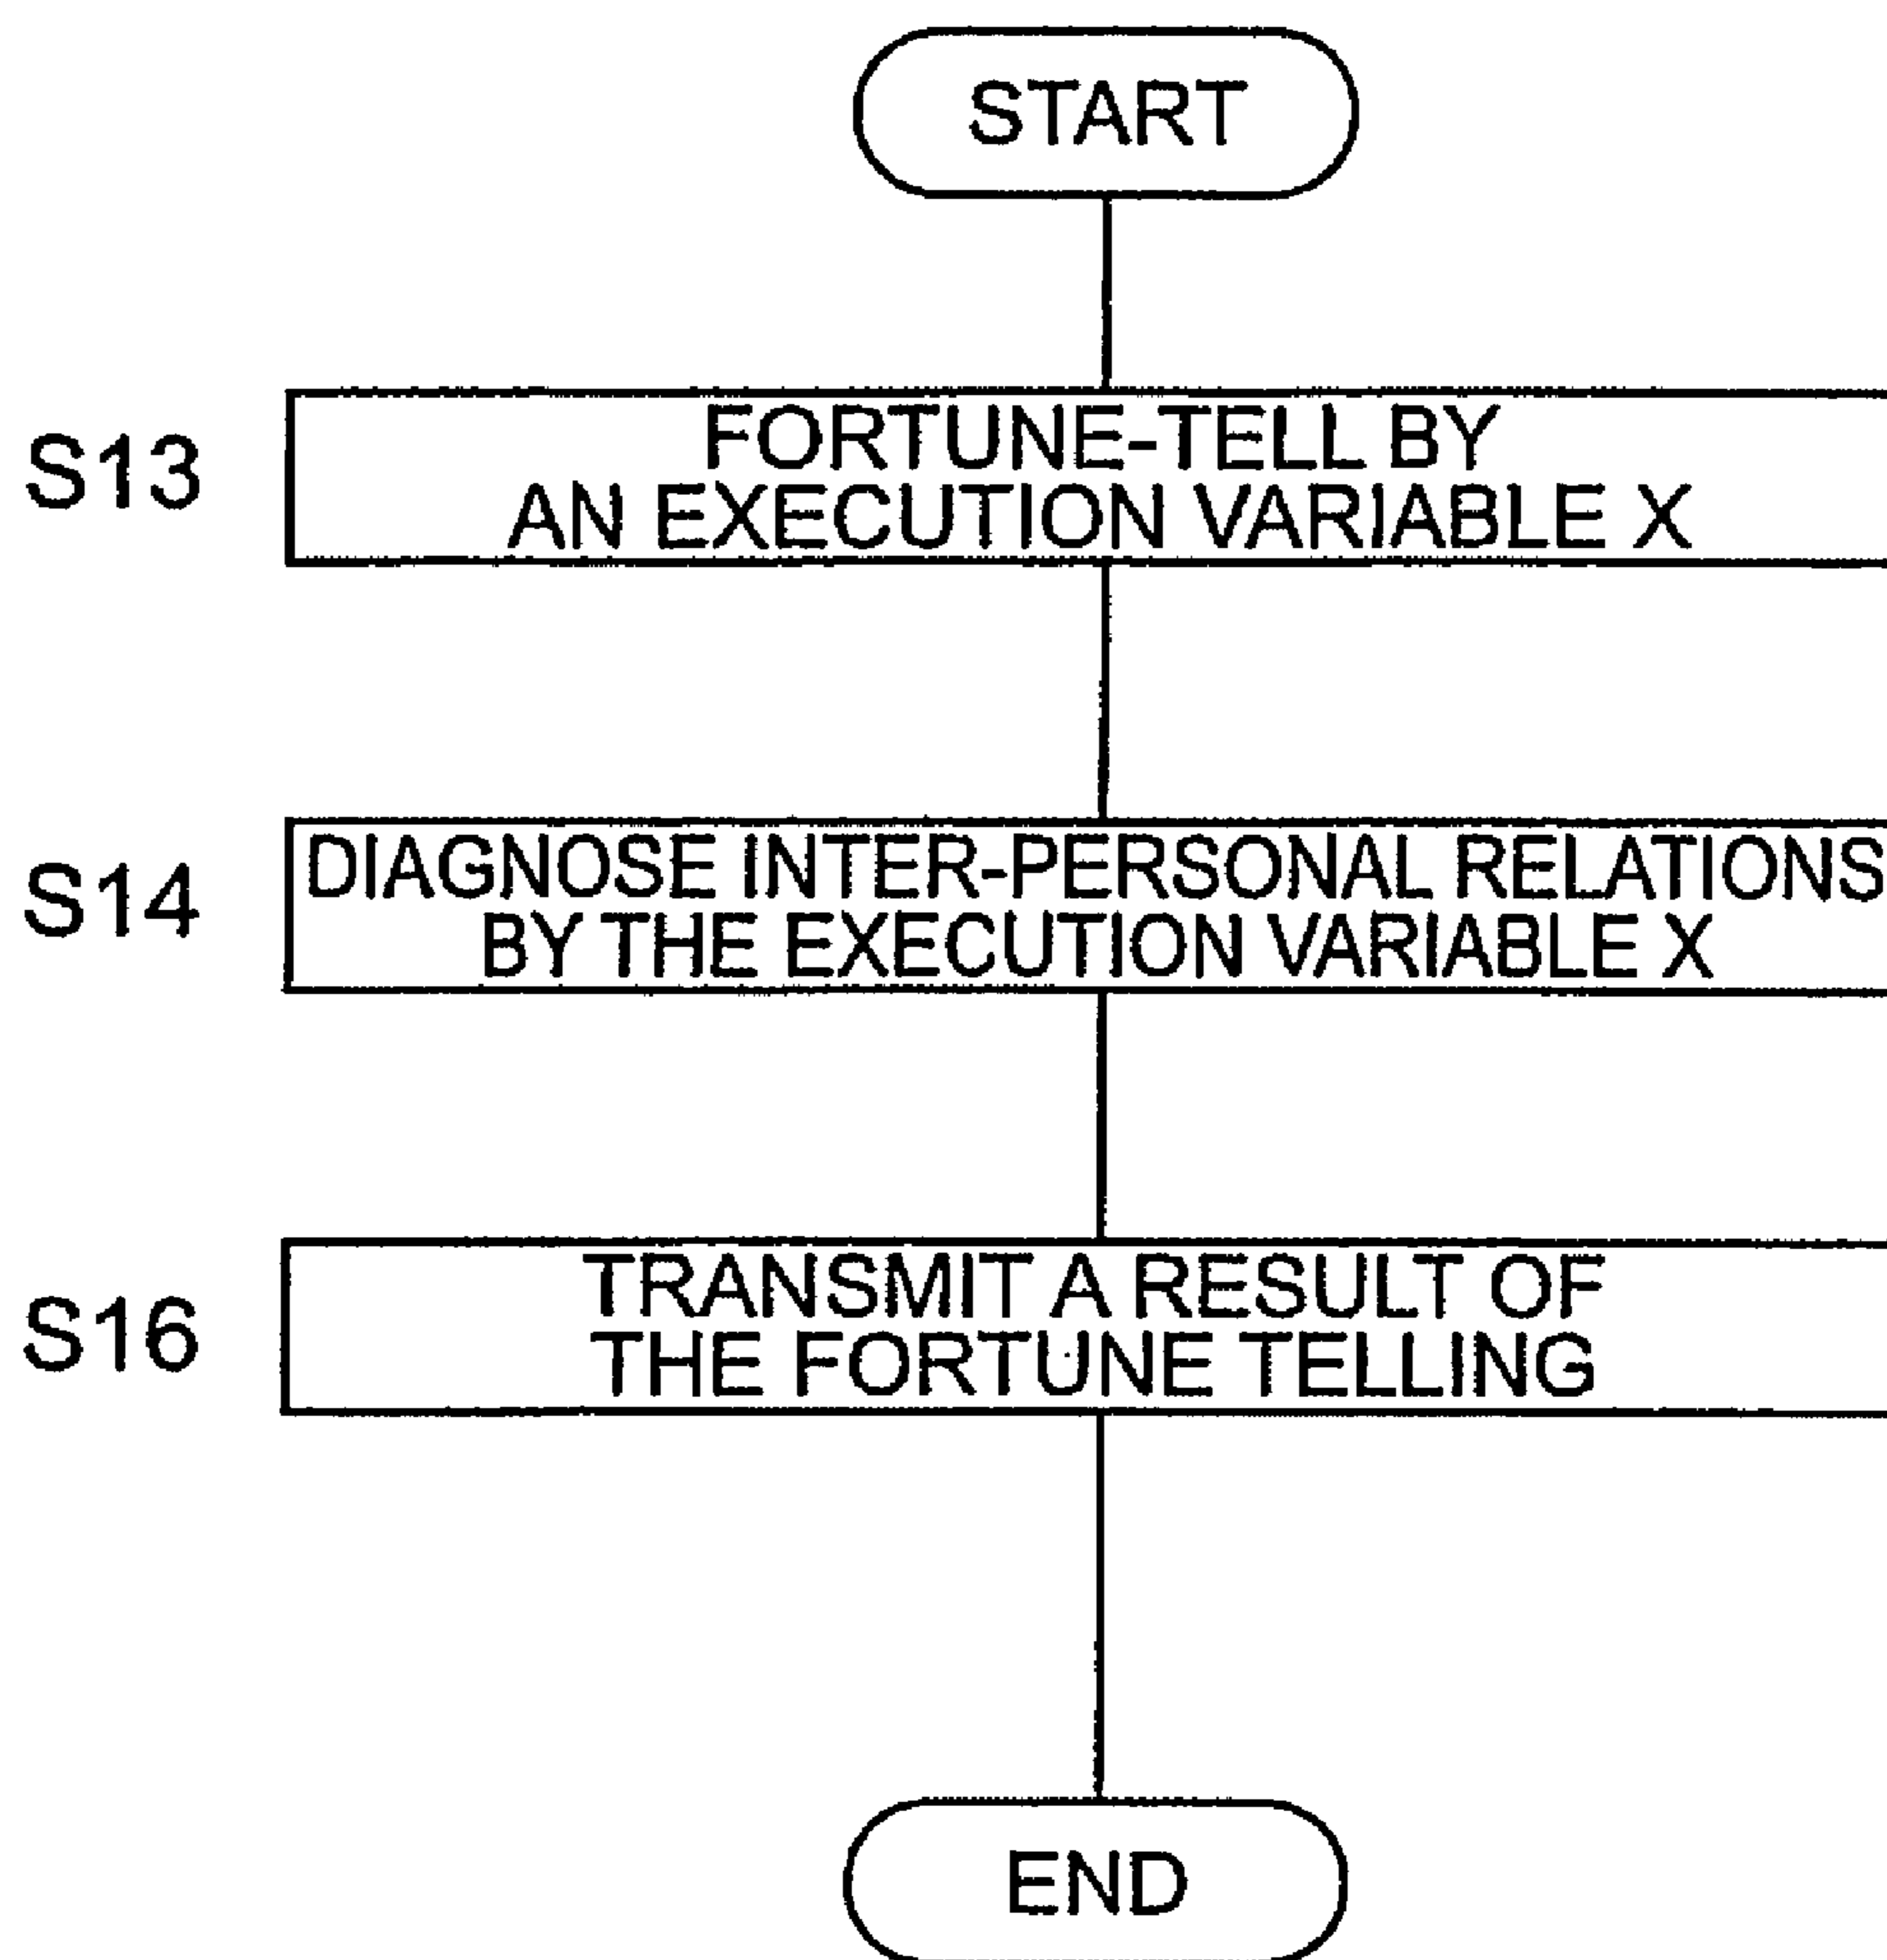 START
S13
FORTUNE-TELL BY
AN EXECUTION VARIABLE X
S14
DIAGNOSE INTER-PERSONAL RELATIONS
BY THE EXECUTION VARIABLE X
S16
TRANSMIT A RESULT OF
THE FORTUNE TELLING
END